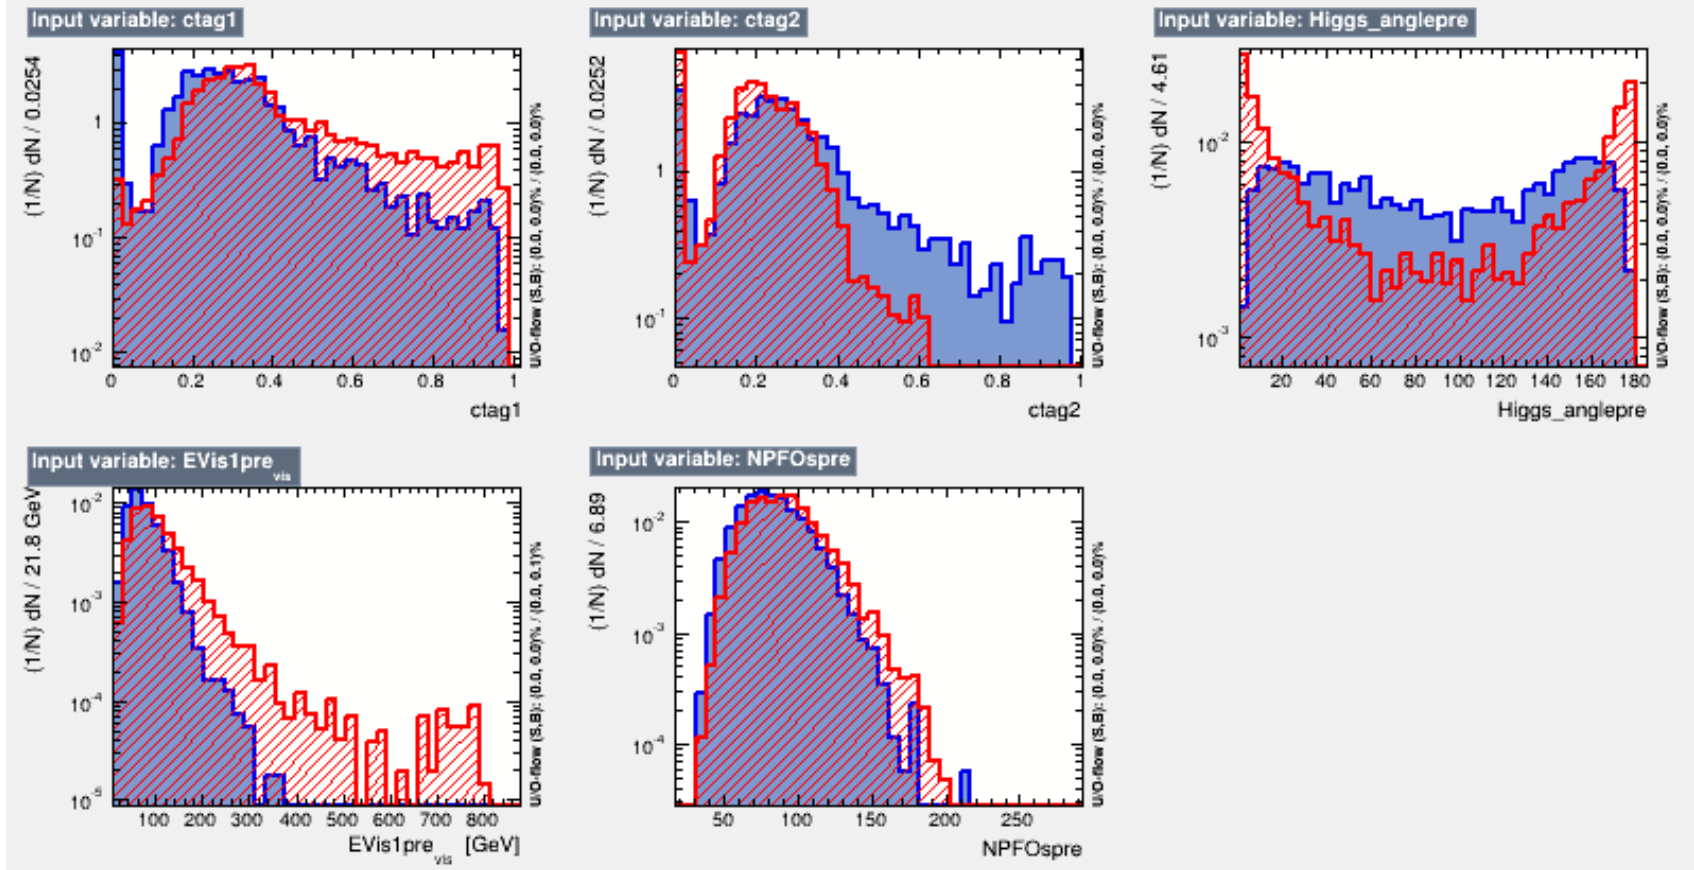 Input variable: ctag1
(1/N) dN / 0.0254
1
10-1
10-2
0 0.2 0.4 0.6 0.8 1
ctag1
U/O-flow (S,B): (0.0, 0.0)% / (0.0, 0.0)%
Input variable: ctag2
(1/N) dN / 0.0252
1
10-1
0 0.2 0.4 0.6 0.8 1
ctag2
U/O-flow (S,B): (0.0, 0.0)% / (0.0, 0.0)%
Input variable: Higgs_anglepre
(1/N) dN / 4.61
10-2
10-3
20 40 60 80 100 120 140 160 180
Higgs_anglepre
U/O-flow (S,B): (0.0, 0.0)% / (0.0, 0.0)%
Input variable: EVis1pre vis
(1/N) dN / 21.8 GeV
10-2
10-3
10-4
10-5
100 200 300 400 500 600 700 800
EVis1pre vis [GeV]
U/O-flow (S,B): (0.0, 0.0)% / (0.0, 0.1)%
Input variable: NPFOspre
(1/N) dN / 6.89
10-2
10-3
10-4
50 100 150 200 250
NPFOspre
U/O-flow (S,B): (0.0, 0.0)% / (0.0, 0.0)%